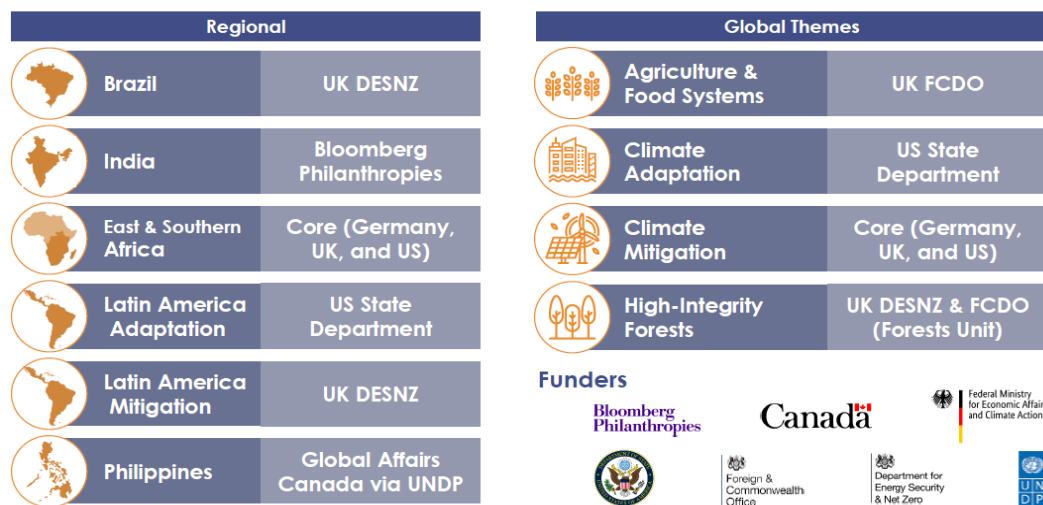 Regional
Brazil
UK DESNZ
India
Bloomberg
Philanthropies
East & Southern
Africa
Core (Germany,
UK, and US)
Latin America
Adaptation
US State
Department
Latin America
Mitigation
UK DESNZ
Philippines
Global Affairs
Canada via UNDP
Global Themes
Agriculture &
Food Systems
UK FCDO
Climate
Adaptation
US State
Department
Climate
Mitigation
Core (Germany,
UK, and US)
High-Integrity
Forests
UK DESNZ & FCDO
(Forests Unit)
Funders
Bloomberg
Philanthropies
Canada
Federal Ministry
for Economic Affair
and Climate Action
Foreign &
Commonwealth
Office
Department for
Energy Security
& Net Zero
U N
D P